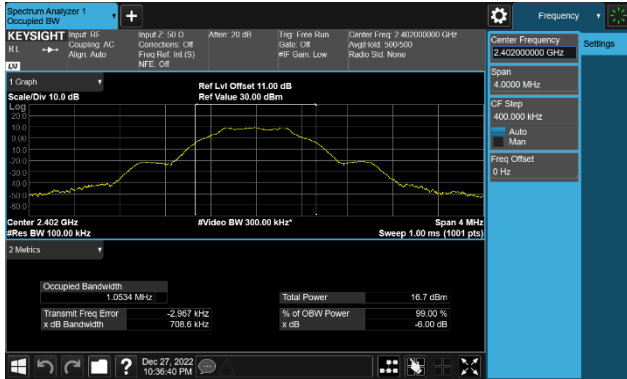 Spectrum Analyzer 1
Occupied BW
Frequency
KEYSIGHT
Input: RF
Coupling: AC
Align: Auto
Input Z: 50 Ω
Corrections: Off
Freq Ref: Int (S)
NFE: Off
Atten: 20 dB
Trig: Free Run
Gate: Off
#IF Gain: Low
Center Freq: 2.402000000 GHz
Avg|Hold: 500/500
Radio Std: None
R L
LXI
Center Frequency
2.402000000 GHz
Settings
Span
4.0000 MHz
CF Step
400.000 kHz
Auto
Man
Freq Offset
0 Hz
1 Graph
Scale/Div 10.0 dB
Ref Lvl Offset 11.00 dB
Ref Value 30.00 dBm
Log
20.0
10.0
0.00
-10.0
-20.0
-30.0
-40.0
-50.0
-60.0
Center 2.402 GHz
#Res BW 100.00 kHz
#Video BW 300.00 kHz*
Span 4 MHz
Sweep 1.00 ms (1001 pts)
2 Metrics
Occupied Bandwidth
1.0534 MHz
Total Power 16.7 dBm
Transmit Freq Error -2.967 kHz
% of OBW Power 99.00 %
x dB Bandwidth 708.6 kHz
x dB -6.00 dB
?
Dec 27, 2022
10:36:40 PM